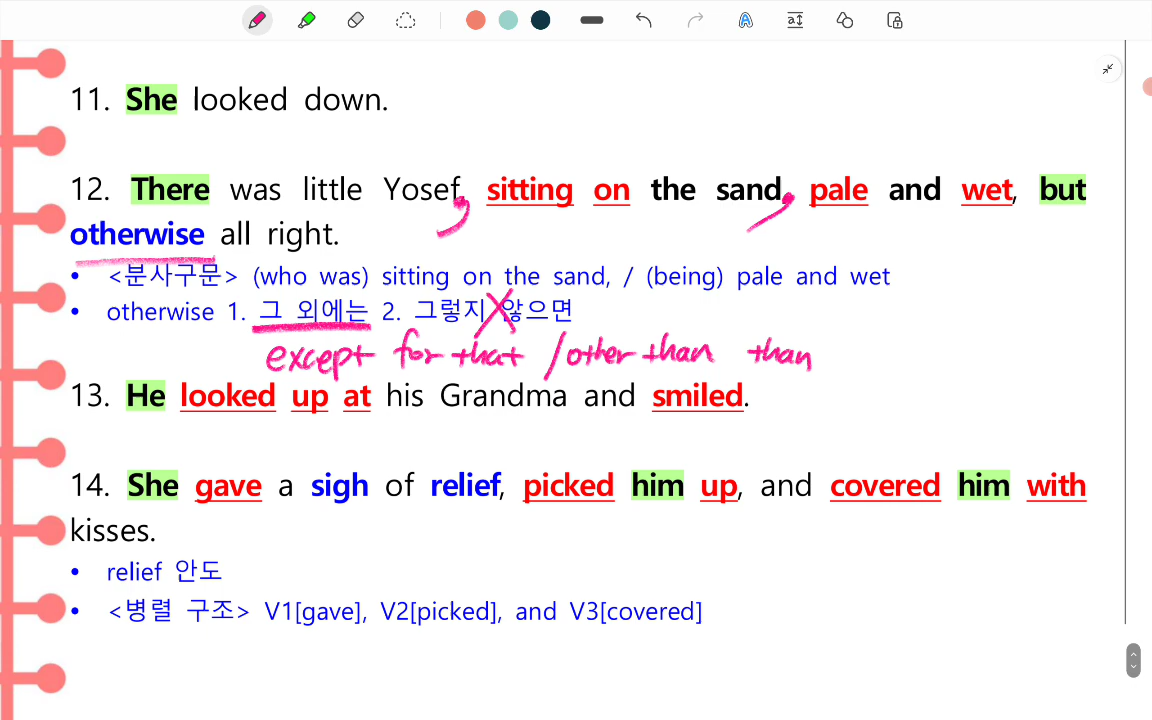 11. She looked down.
12. There was little Yosef, sitting on the sand, pale and wet, but
otherwise all right.
• <분사구문> (who was) sitting on the sand, / (being) pale and wet
• otherwise 1. 그 외에는 2. 그렇지 않으면
except for that / other than than
13. He looked up at his Grandma and smiled.
14. She gave a sigh of relief, picked him up, and covered him with
kisses.
• relief 안도
• <병렬 구조> V1[gave], V2[picked], and V3[covered]